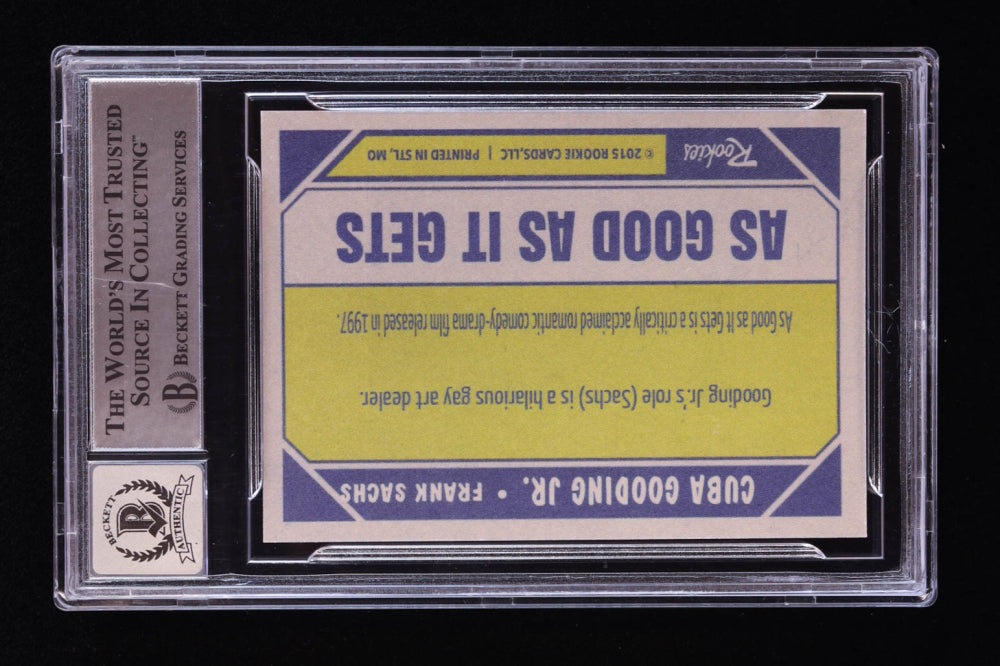 THE WORLD'S MOST TRUSTED
SOURCE IN COLLECTING™
B BECKETT GRADING SERVICES
BECKETT
B
AUTHENTIC
CUBA GOODING JR. • FRANK SACHS
Gooding Jr.'s role (Sachs) is a hilarious gay art dealer.
As Good as it Gets is a critically acclaimed romantic comedy-drama film released in 1997.
AS GOOD AS IT GETS
Rookies
© 2015 ROOKIE CARDS,LLC | PRINTED IN STL, MO